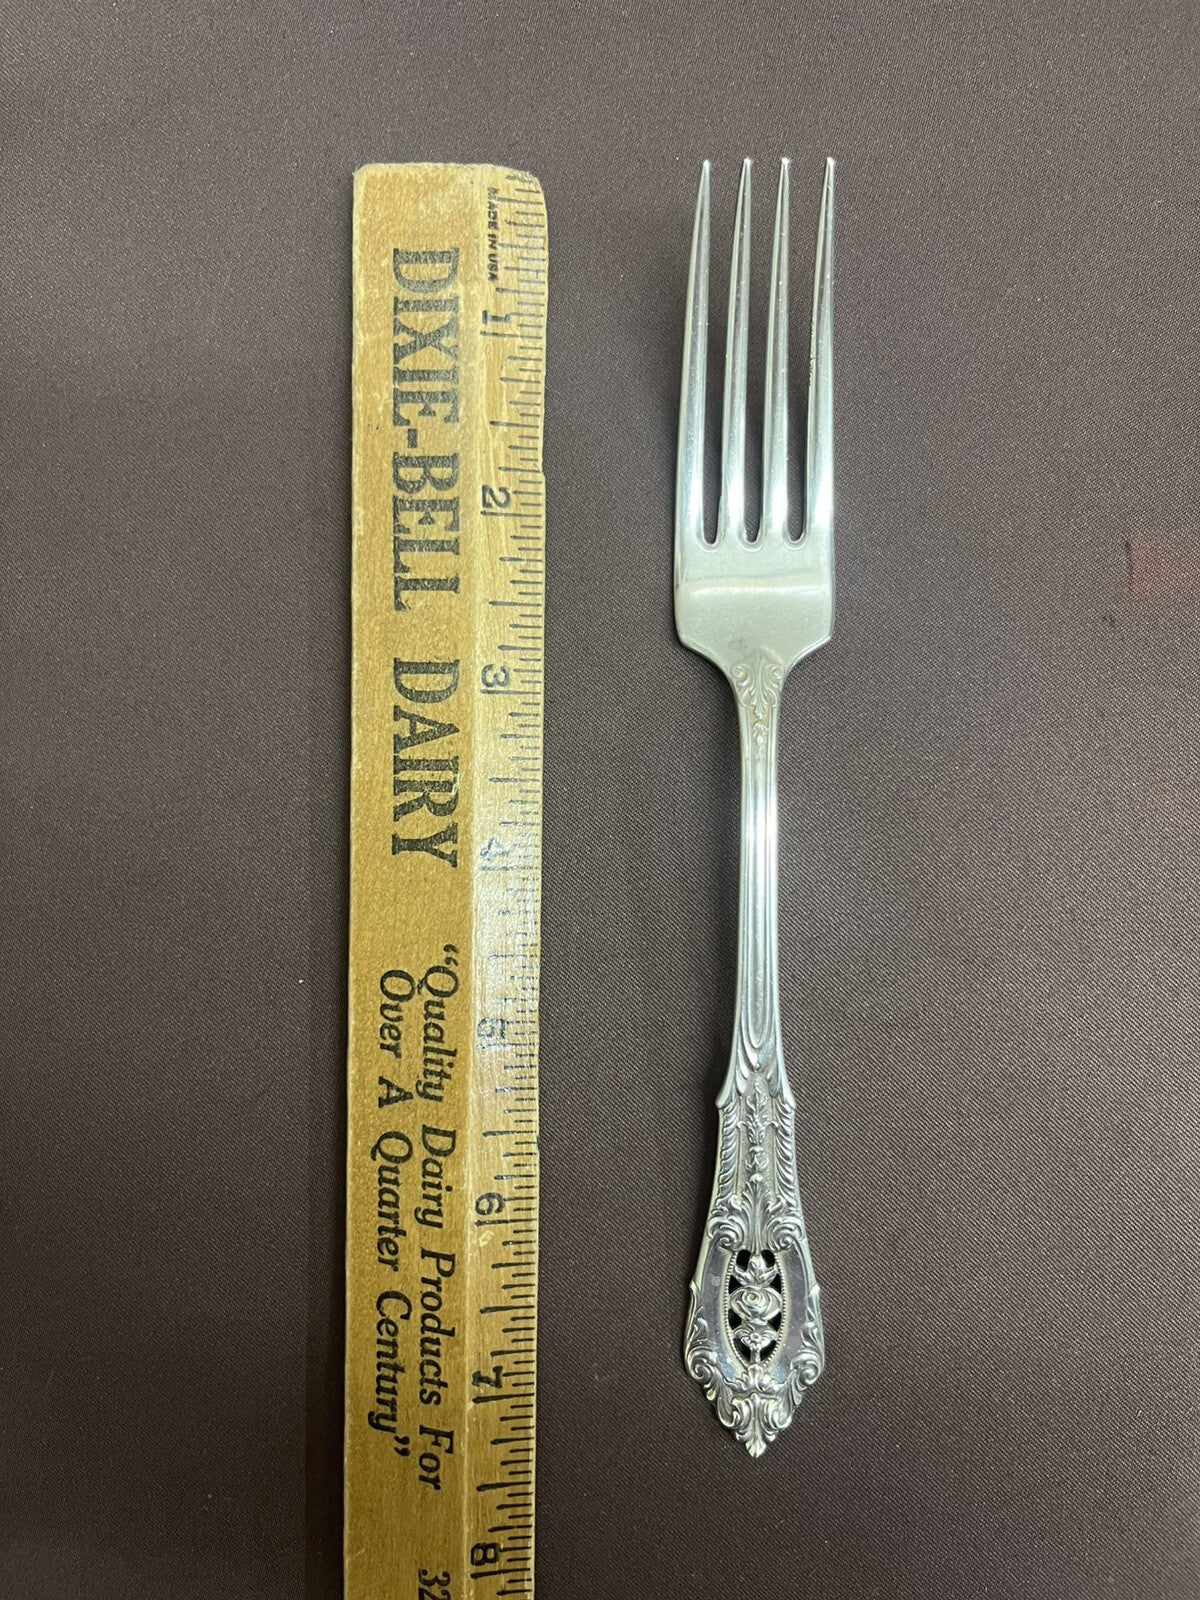 MADE IN USA
DIXIE-BELL DAIRY
"Quality Dairy Products For
Over A Quarter Century"
32
1 2 3 4 5 6 7 8